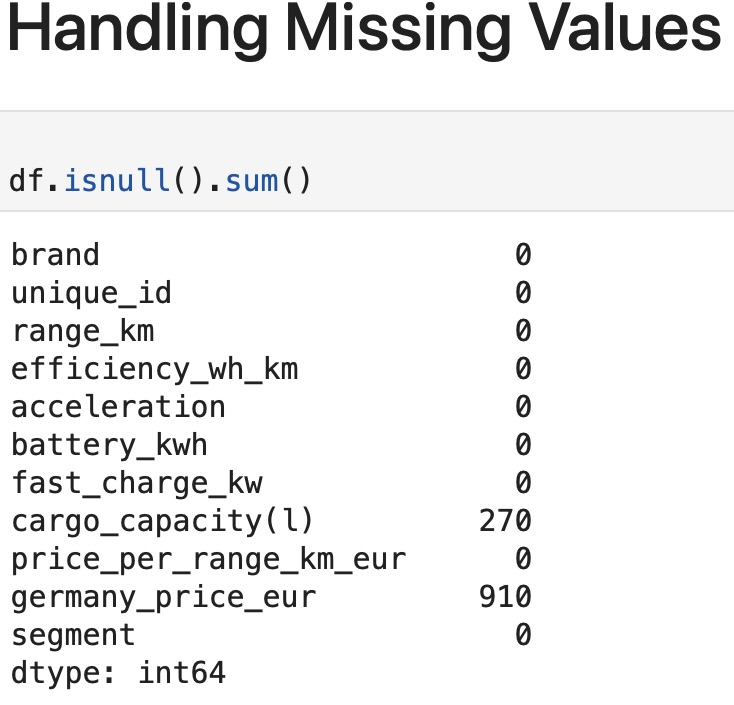 Handling Missing Values
df.isnull().sum()
brand 0
unique_id 0
range_km 0
efficiency_wh_km 0
acceleration 0
battery_kwh 0
fast_charge_kw 0
cargo_capacity(l) 270
price_per_range_km_eur 0
germany_price_eur 910
segment 0
dtype: int64